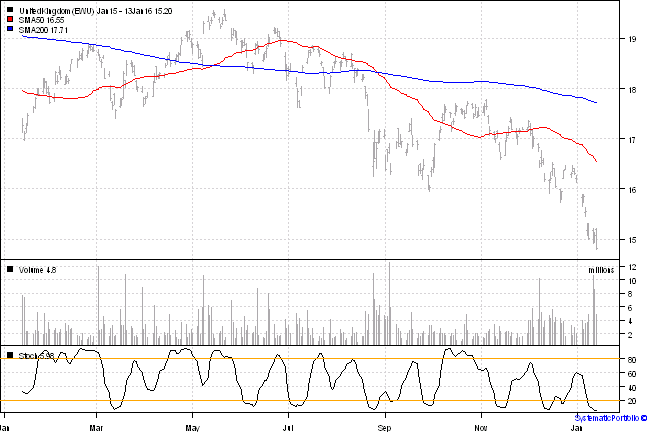 UnitedKingdom (EWU) Jan15 - 13Jan16 15.20
SMA50 16.55
SMA200 17.71
19
18
17
16
15
Volume 4.8
millions
12
10
8
6
4
2
80
60
40
20
Jan
Mar
May
Jul
Sep
Nov
Jan
SystematicPortfolio ©